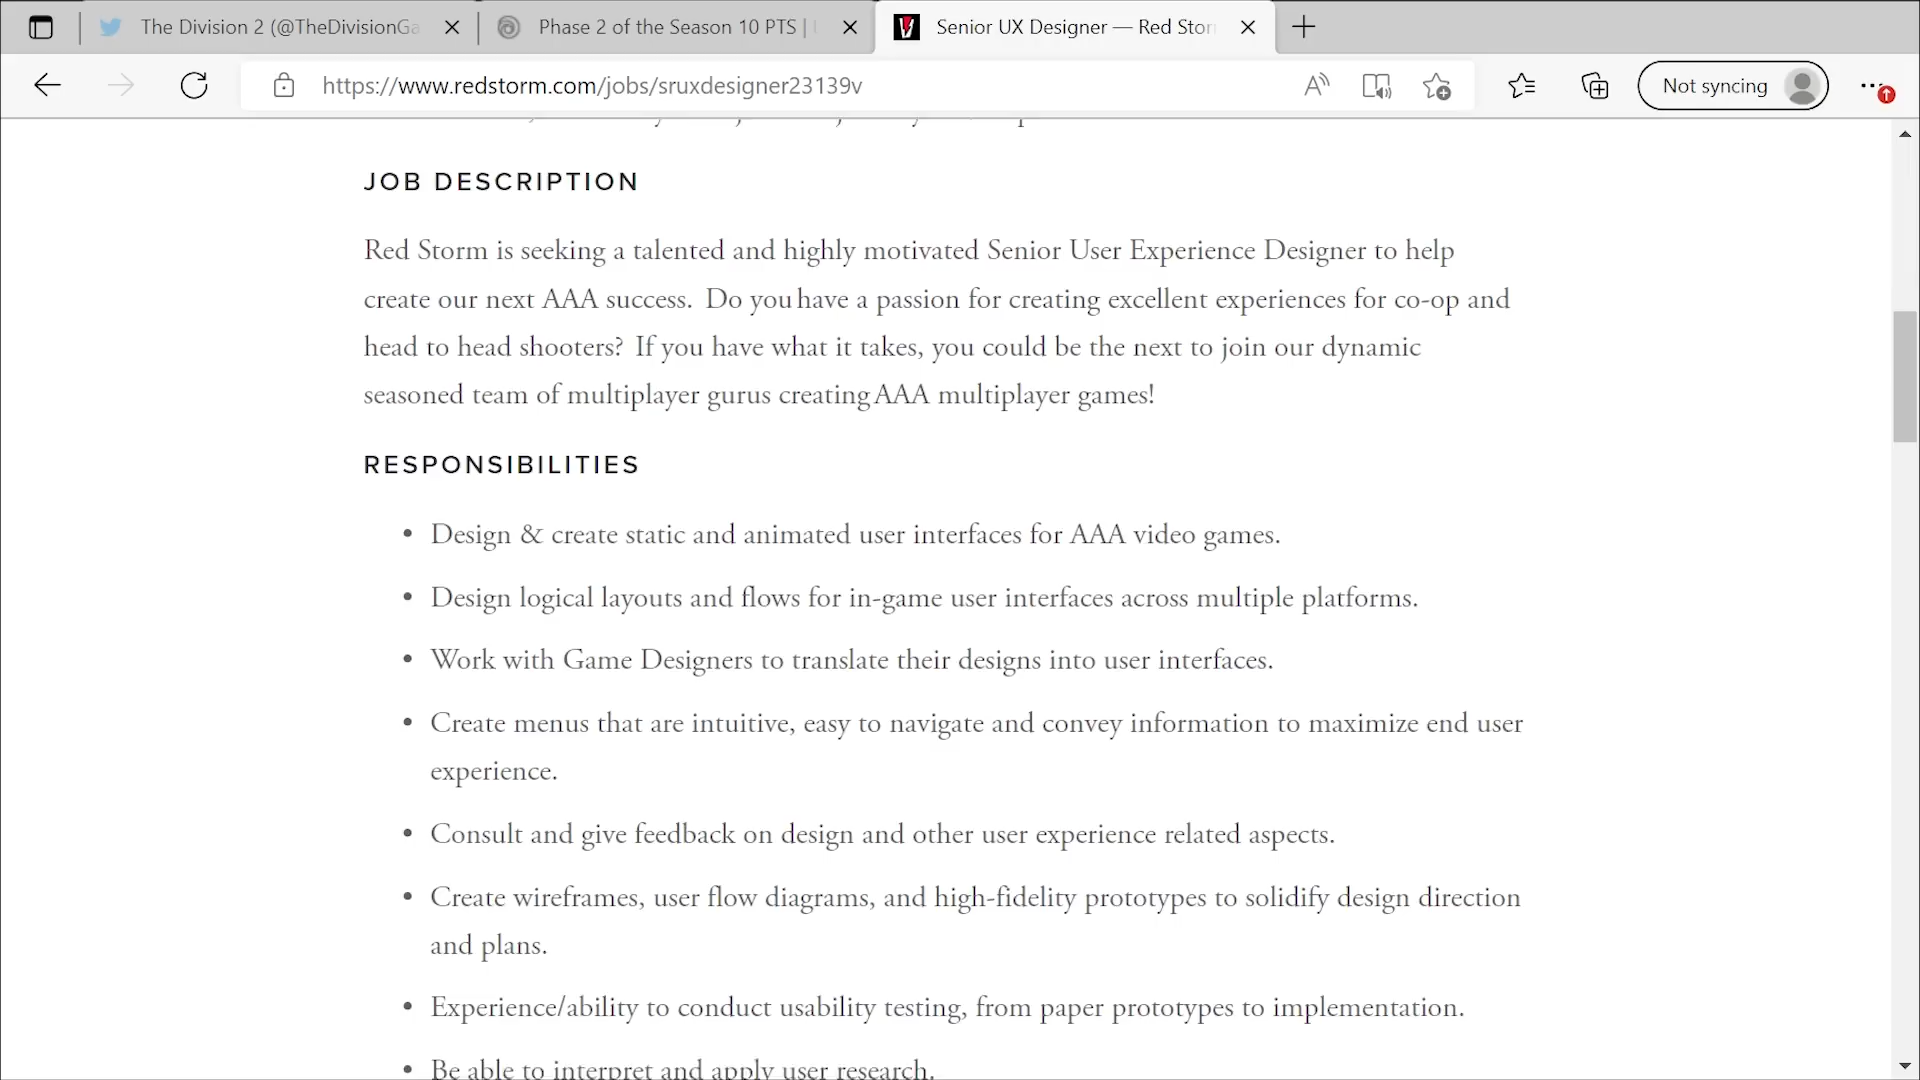 The Division 2 (@TheDivisionGa
Phase 2 of the Season 10 PTS |
Senior UX Designer — Red Stor
https://www.redstorm.com/jobs/sruxdesigner23139v
Not syncing
JOB DESCRIPTION
Red Storm is seeking a talented and highly motivated Senior User Experience Designer to help
create our next AAA success. Do you have a passion for creating excellent experiences for co-op and
head to head shooters? If you have what it takes, you could be the next to join our dynamic
seasoned team of multiplayer gurus creating AAA multiplayer games!
RESPONSIBILITIES
• Design & create static and animated user interfaces for AAA video games.
• Design logical layouts and flows for in-game user interfaces across multiple platforms.
• Work with Game Designers to translate their designs into user interfaces.
• Create menus that are intuitive, easy to navigate and convey information to maximize end user
experience.
• Consult and give feedback on design and other user experience related aspects.
• Create wireframes, user flow diagrams, and high-fidelity prototypes to solidify design direction
and plans.
• Experience/ability to conduct usability testing, from paper prototypes to implementation.
• Be able to interpret and apply user research.